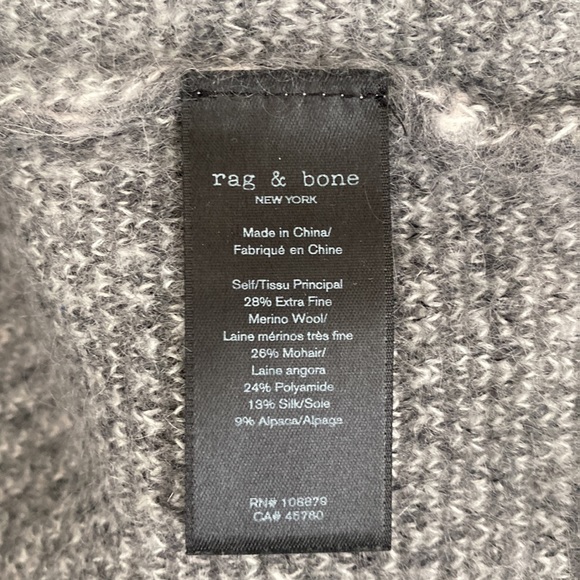 rag & bone
NEW YORK
Made in China/
Fabriqué en Chine
Self/Tissu Principal
28% Extra Fine
Merino Wool/
Laine mérinos très fine
26% Mohair/
Laine angora
24% Polyamide
13% Silk/Soie
9% Alpaca/Alpaga
RN# 108879
CA# 45780